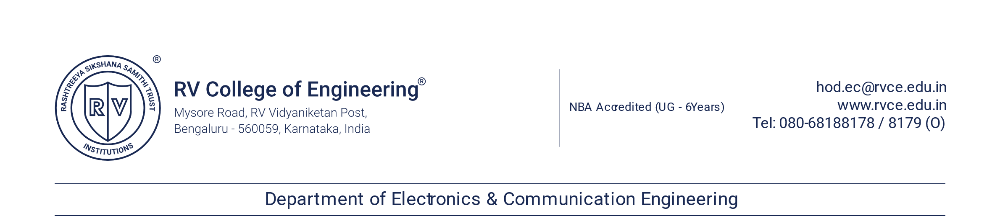 RASHTREEYA SIKSHANA SAMITHI TRUST
RV
INSTITUTIONS
®
RV College of Engineering®
Mysore Road, RV Vidyaniketan Post,
Bengaluru - 560059, Karnataka, India
NBA Accredited (UG - 6Years)
hod.ec@rvce.edu.in
www.rvce.edu.in
Tel: 080-68188178 / 8179 (O)
Department of Electronics & Communication Engineering